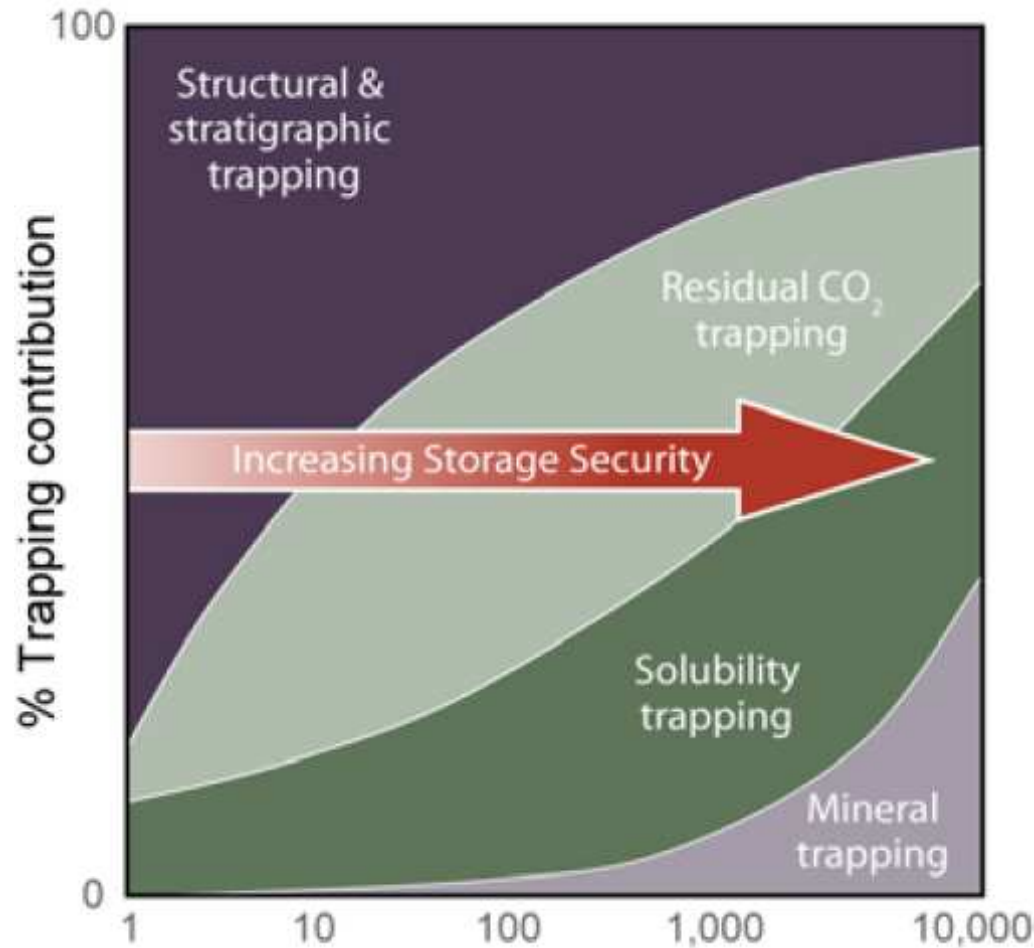 100
Structural &
stratigraphic
trapping
% Trapping contribution
Residual CO₂
trapping
Increasing Storage Security
Solubility
trapping
Mineral
trapping
0
1 10 100 1,000 10,000